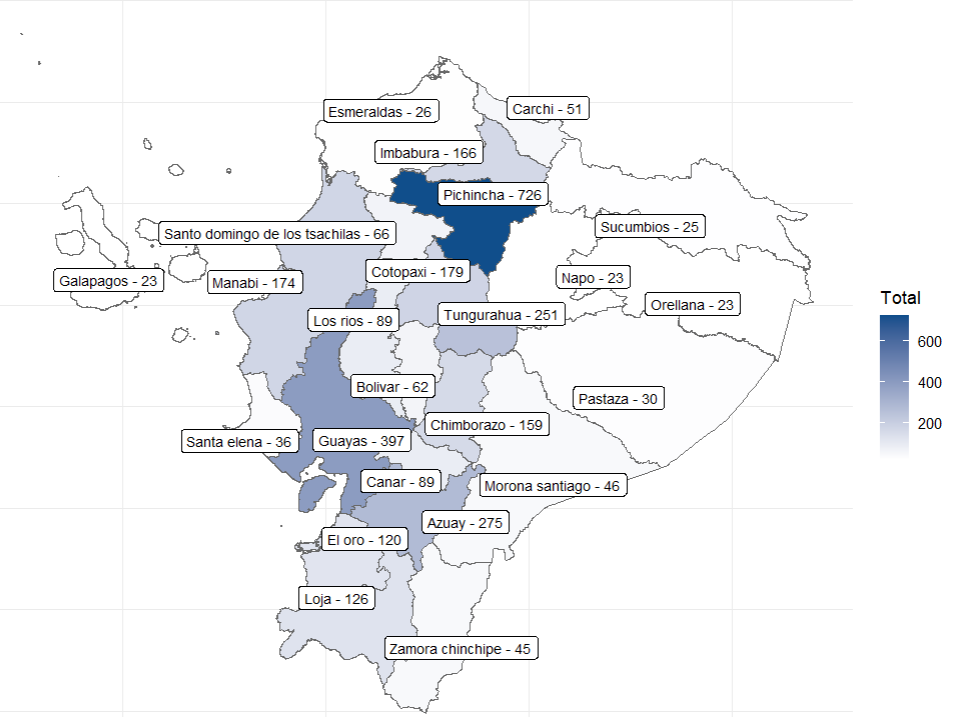 Esmeraldas - 26
Carchi - 51
Imbabura - 166
Pichincha - 726
Sucumbios - 25
Santo domingo de los tsachilas - 66
Cotopaxi - 179
Napo - 23
Galapagos - 23
Manabi - 174
Orellana - 23
Total
Los rios - 89
Tungurahua - 251
600
Bolivar - 62
400
Pastaza - 30
200
Chimborazo - 159
Santa elena - 36
Guayas - 397
Canar - 89
Morona santiago - 46
Azuay - 275
El oro - 120
Loja - 126
Zamora chinchipe - 45